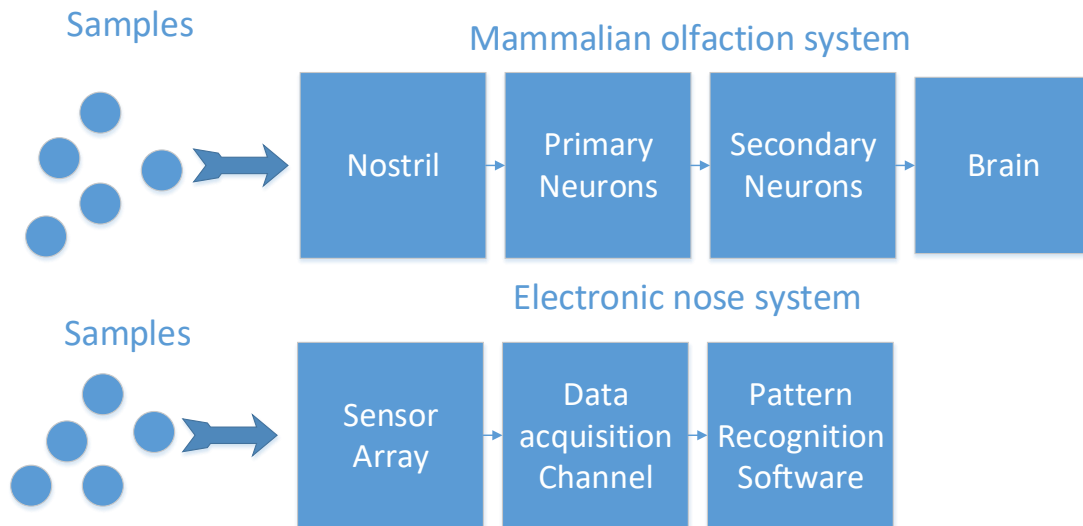 Samples
Mammalian olfaction system
Nostril
Primary
Neurons
Secondary
Neurons
Brain
Electronic nose system
Samples
Sensor
Array
Data
acquisition
Channel
Pattern
Recognition
Software